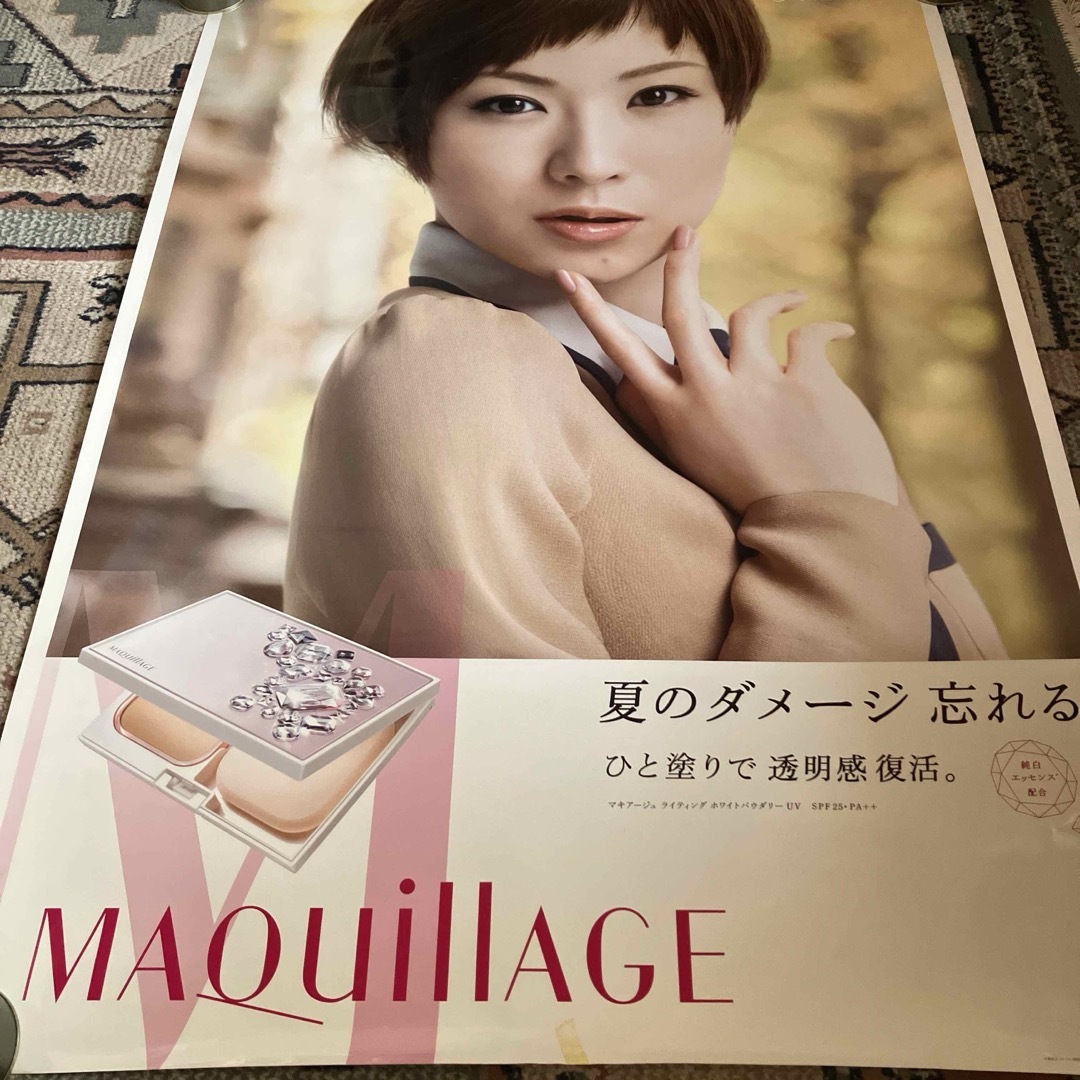 MAQuillAGE
夏のダメージ 忘れる
ひと塗りで 透明感 復活。
純白
エッセンス*
配合
マキアージュ ライティング ホワイトパウダリー UV SPF25・PA++
MAQuillAGE